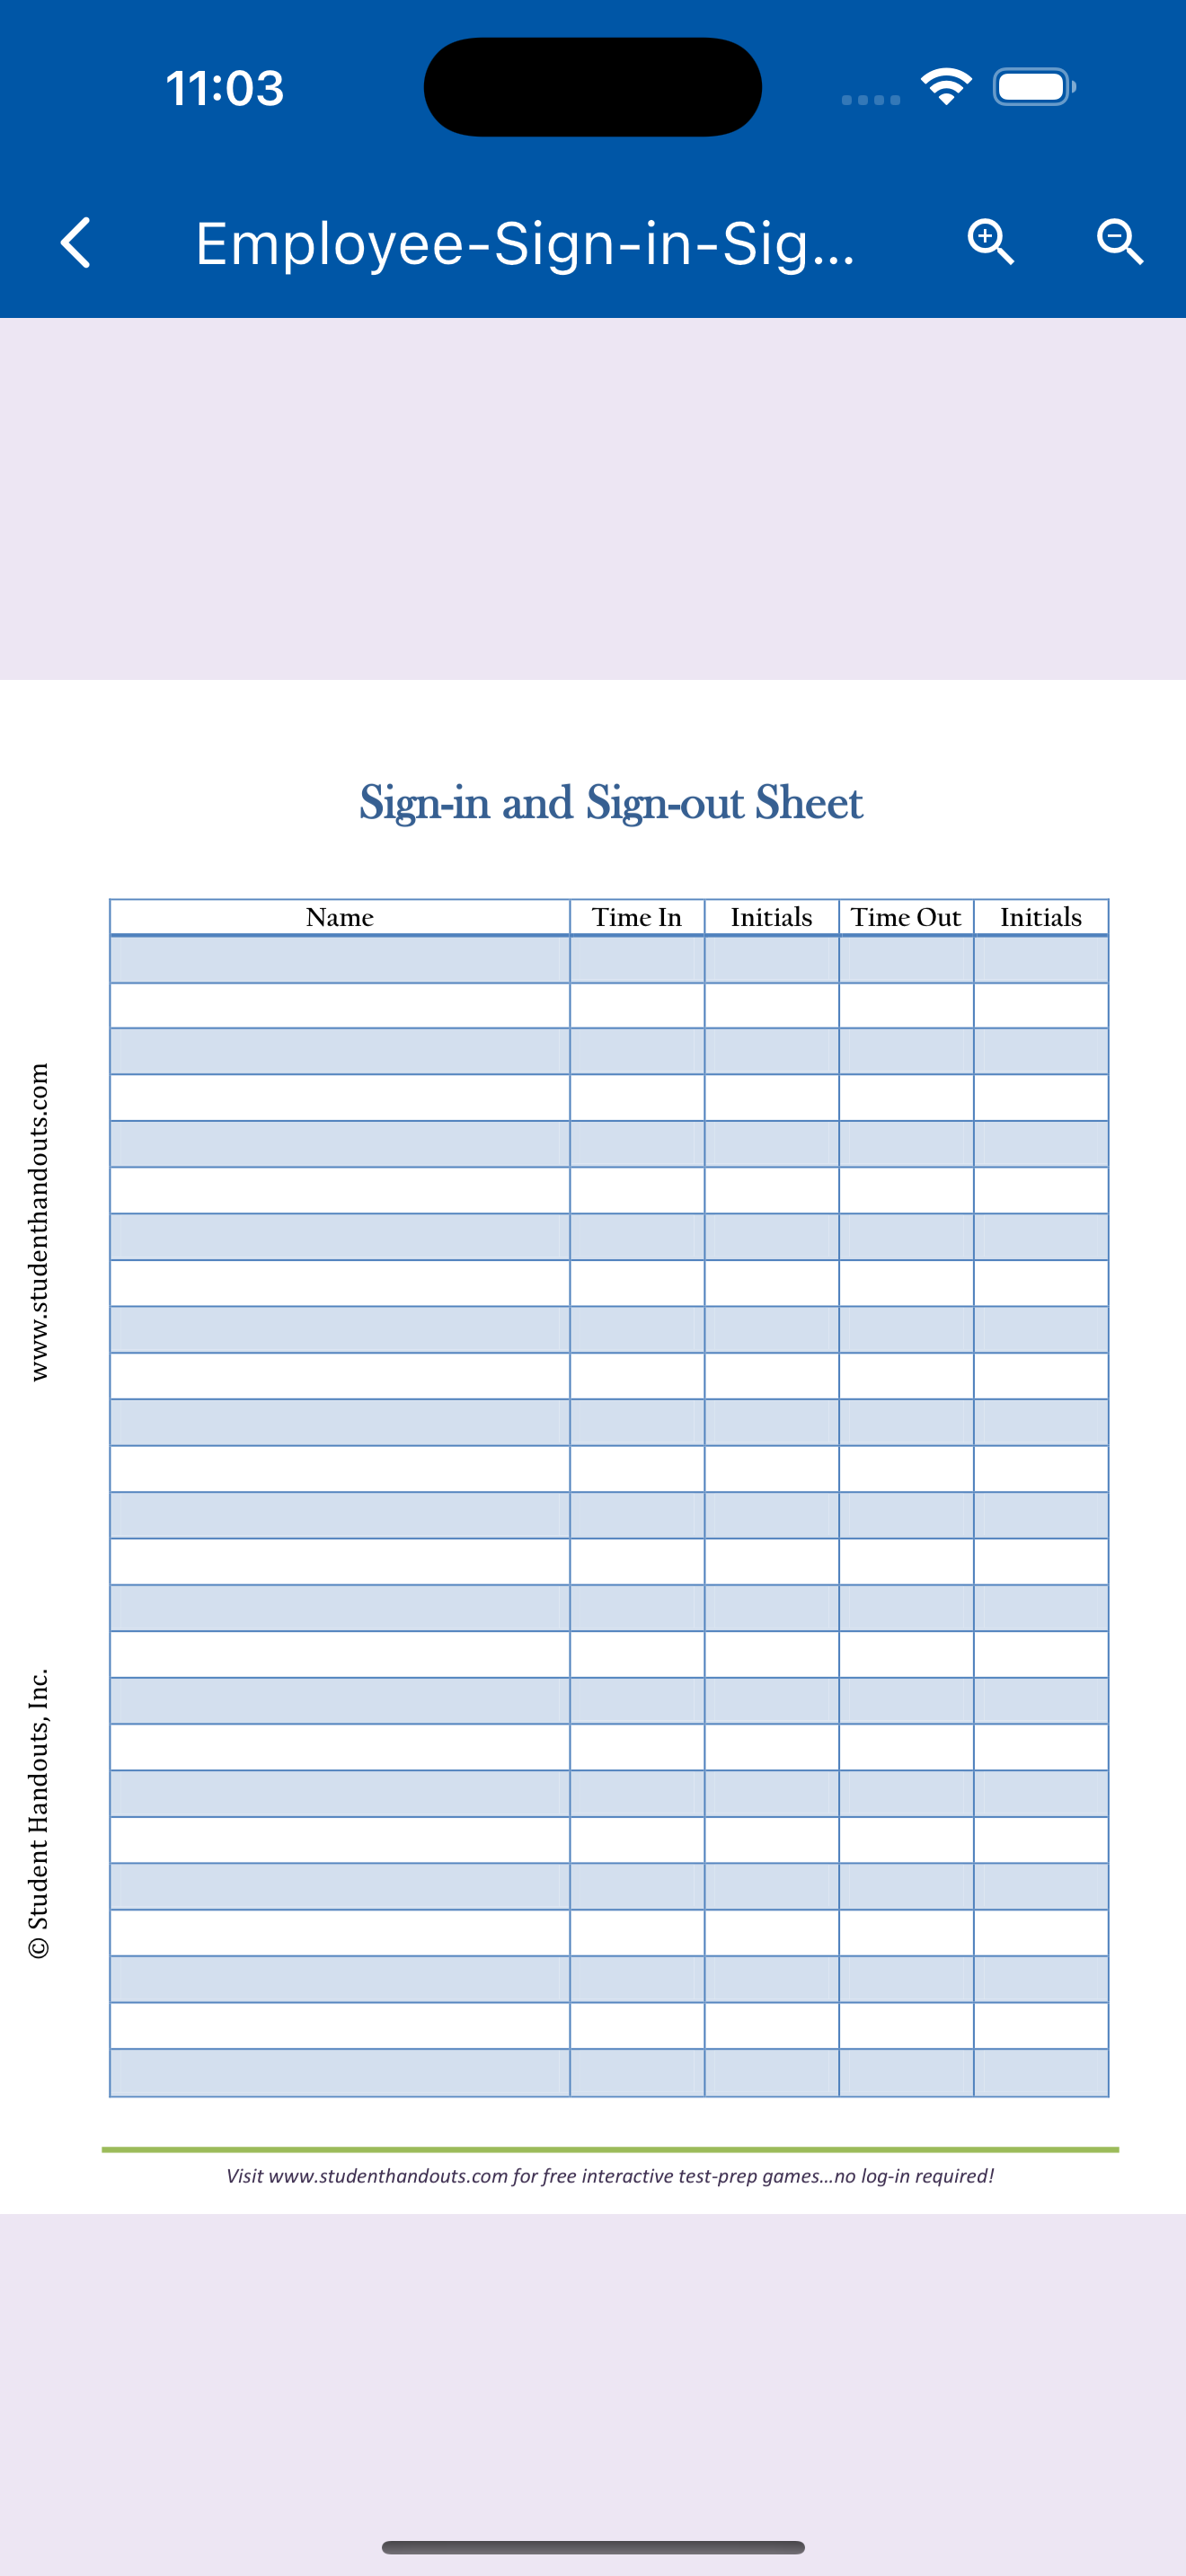 11:03
Employee-Sign-in-Sig...
Sign-in and Sign-out Sheet
Name Time In Initials Time Out Initials
www.studenthandouts.com
© Student Handouts, Inc.
Visit www.studenthandouts.com for free interactive test-prep games...no log-in required!